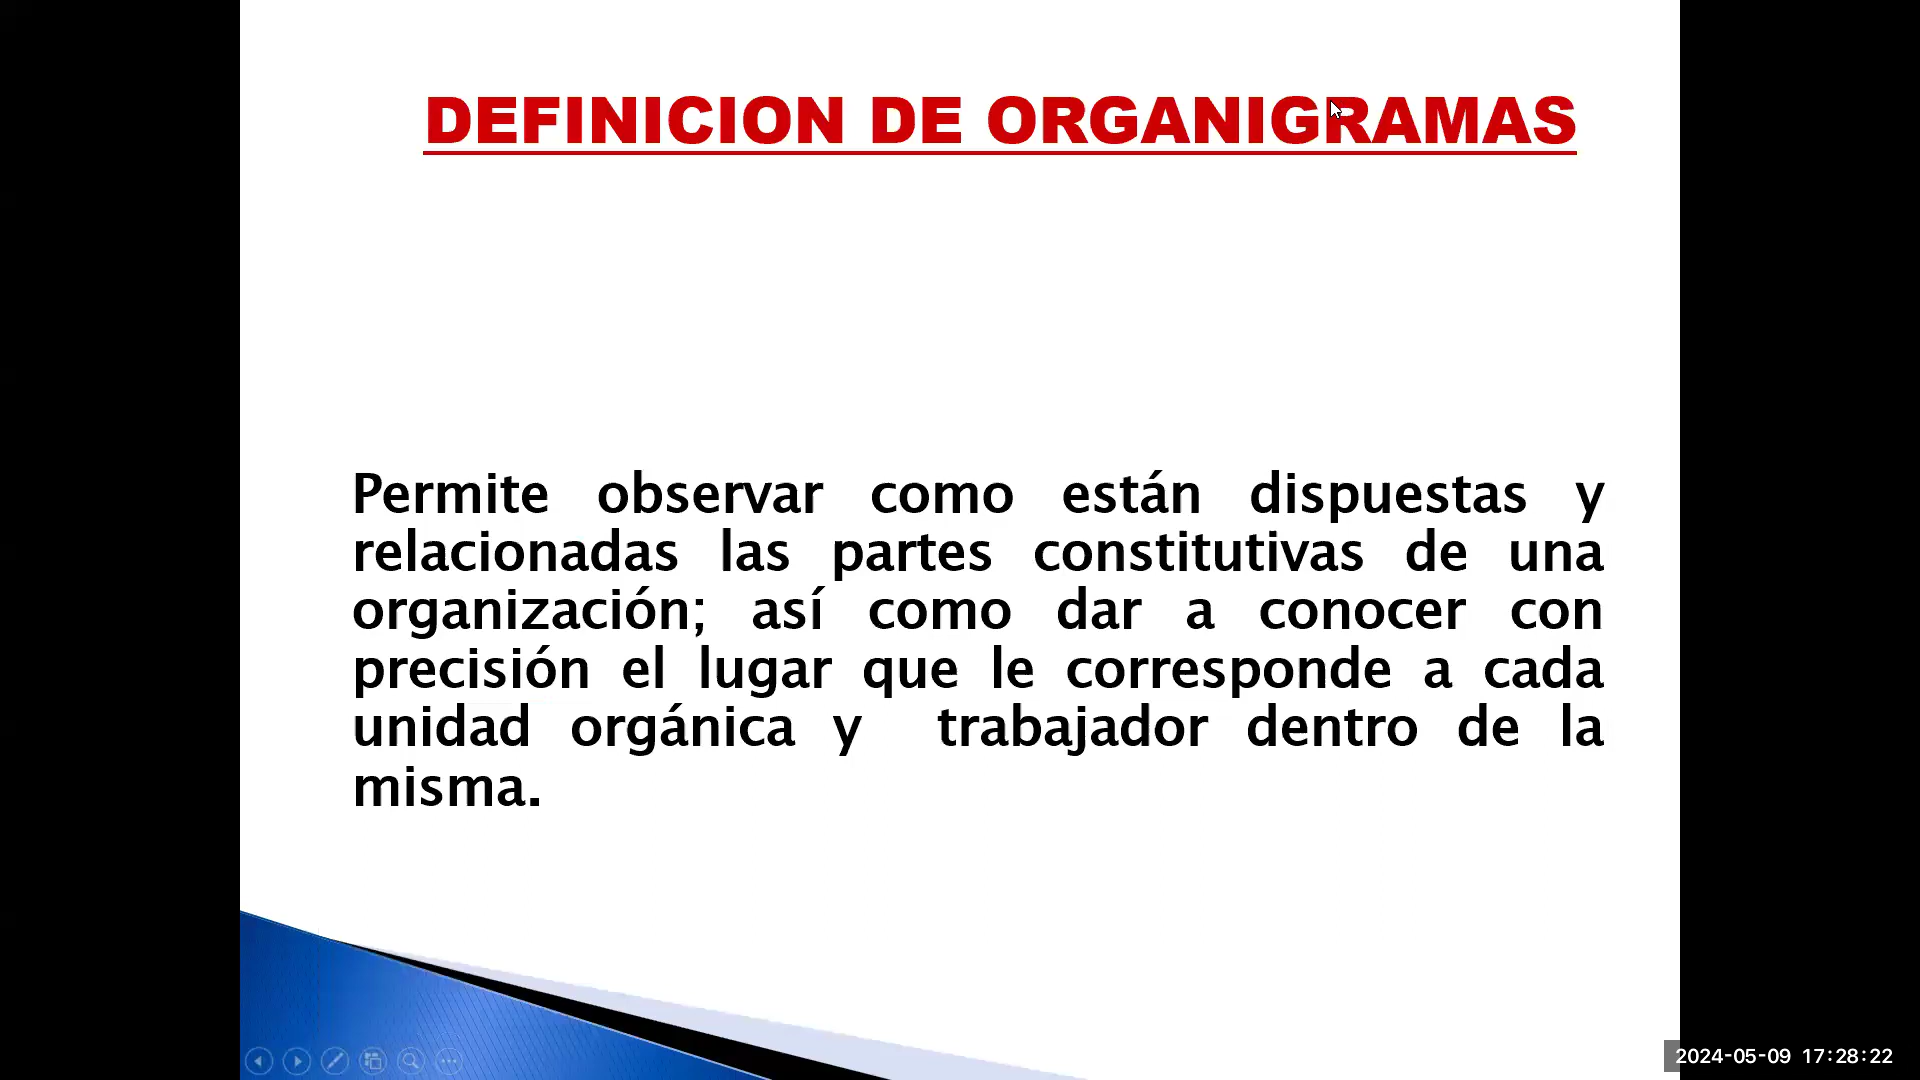 DEFINICION DE ORGANIGRAMAS
Permite observar como están dispuestas y
relacionadas las partes constitutivas de una
organización; así como dar a conocer con
precisión el lugar que le corresponde a cada
unidad orgánica y trabajador dentro de la
misma.
2024-05-09 17:28:22